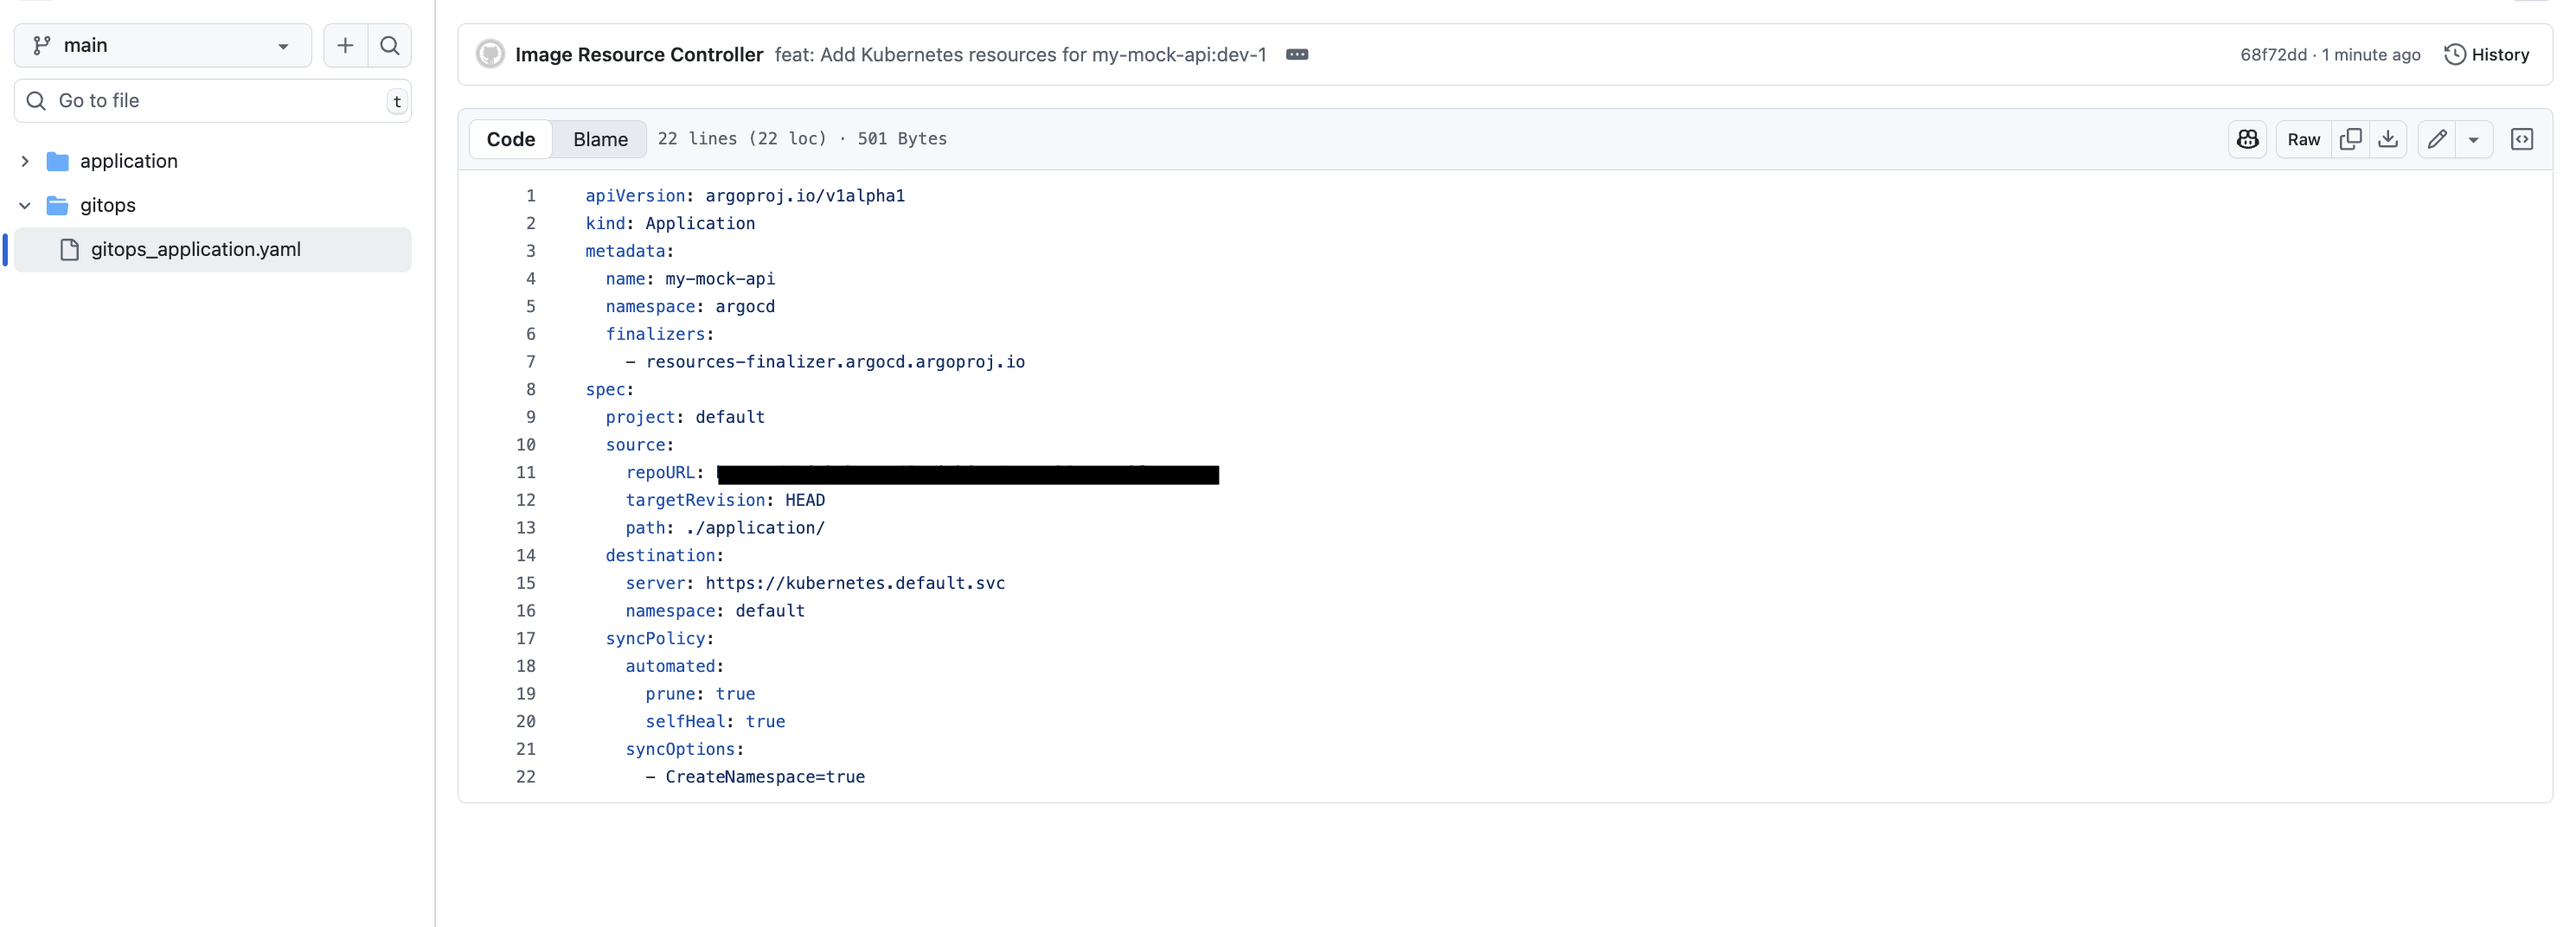 main
Go to file
t
application
gitops
gitops_application.yaml
Image Resource Controller feat: Add Kubernetes resources for my-mock-api:dev-1
68f72dd · 1 minute ago History
Code Blame 22 lines (22 loc) · 501 Bytes
Raw
1 apiVersion: argoproj.io/v1alpha1
2 kind: Application
3 metadata:
4   name: my-mock-api
5   namespace: argocd
6   finalizers:
7     - resources-finalizer.argocd.argoproj.io
8 spec:
9   project: default
10   source:
11     repoURL:
12     targetRevision: HEAD
13     path: ./application/
14   destination:
15     server: https://kubernetes.default.svc
16     namespace: default
17   syncPolicy:
18     automated:
19       prune: true
20       selfHeal: true
21     syncOptions:
22       - CreateNamespace=true